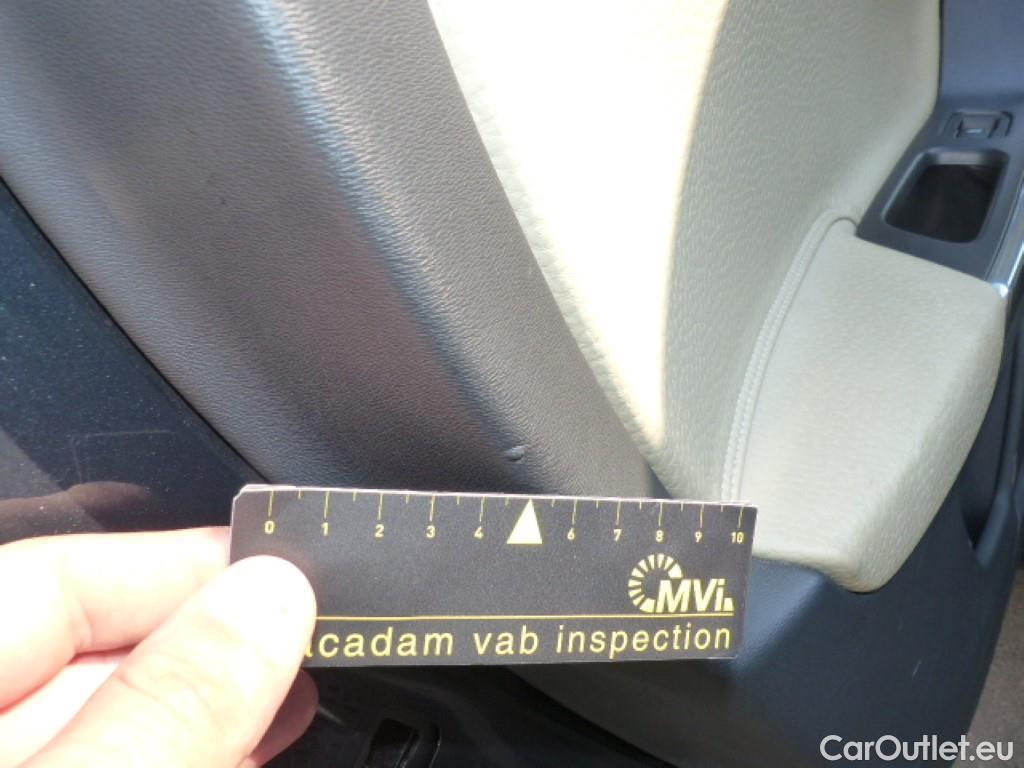 0 1 2 3 4 6 7 8 9 10
MVi.
acadam vab inspection
CarOutlet.eu